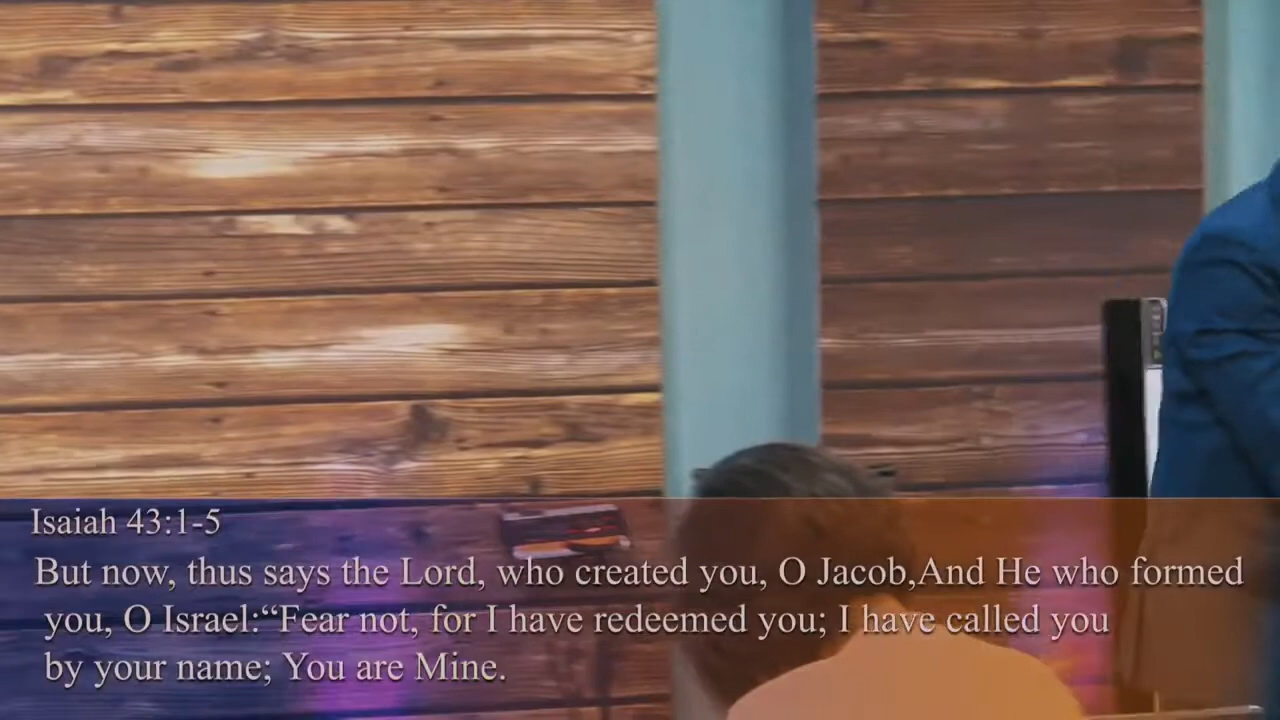 Isaiah 43:1-5
But now, thus says the Lord, who created you, O Jacob,And He who formed
you, O Israel:“Fear not, for I have redeemed you; I have called you
by your name; You are Mine.